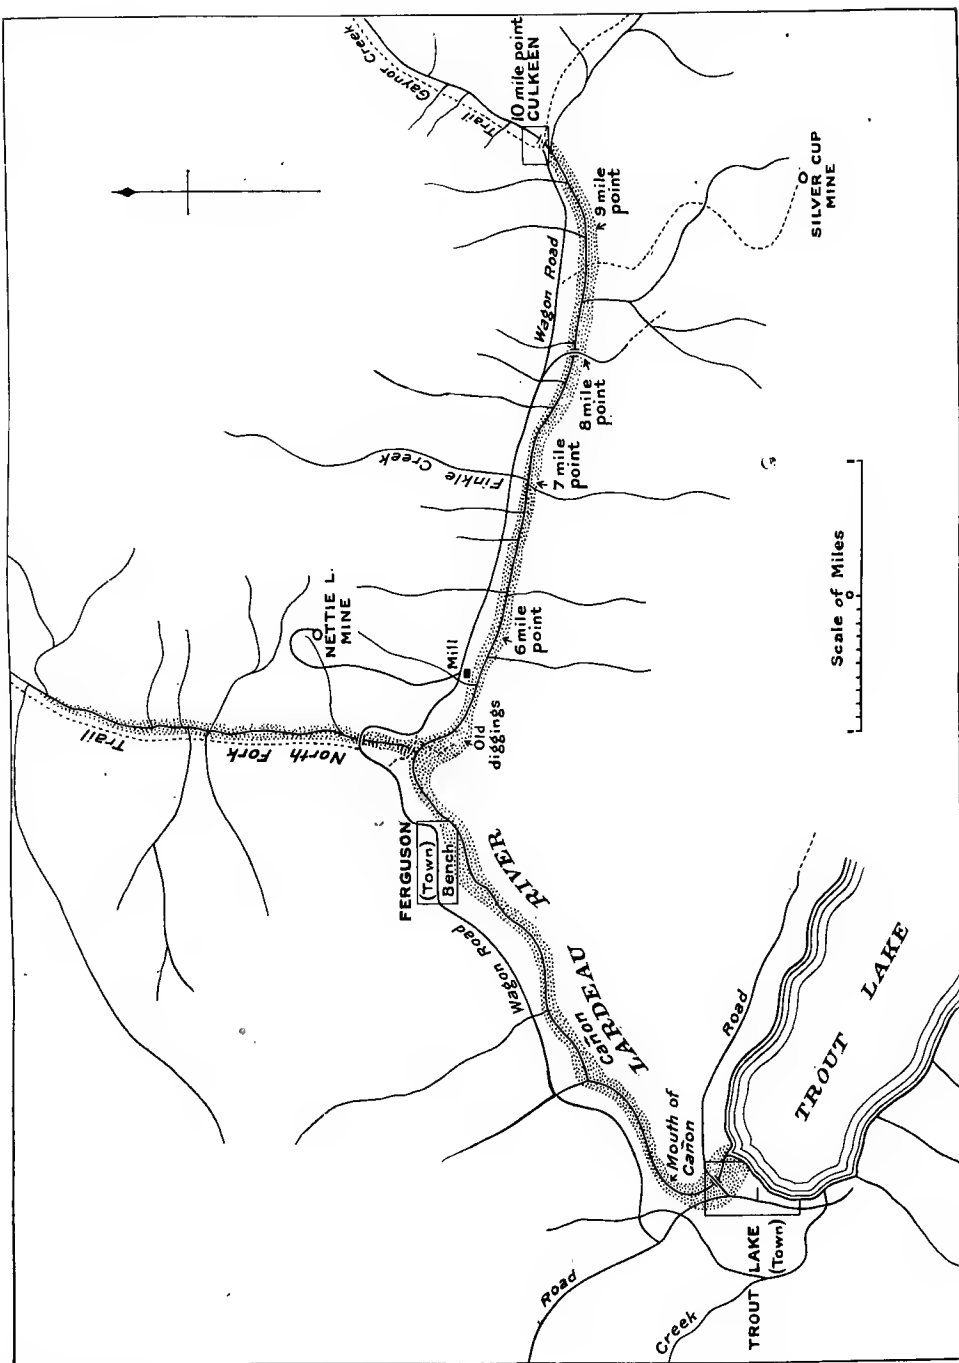 Gaynor Creek
Trail
10 mile point
CULKEEN
9 mile
point
SILVER CUP
MINE
Wagon Road
8 mile
point
7 mile
point
Finkle Creek
NETTIE L.
MINE
Mill
6 mile
point
Old
diggings
Trail
North Fork
FERGUSON
(Town)
Bench
Wagon Road
LARDEAU RIVER
Cañon
Mouth of
Cañon
Road
TROUT LAKE
Road
Creek
TROUT LAKE
(Town)
Scale of Miles
1
0
1